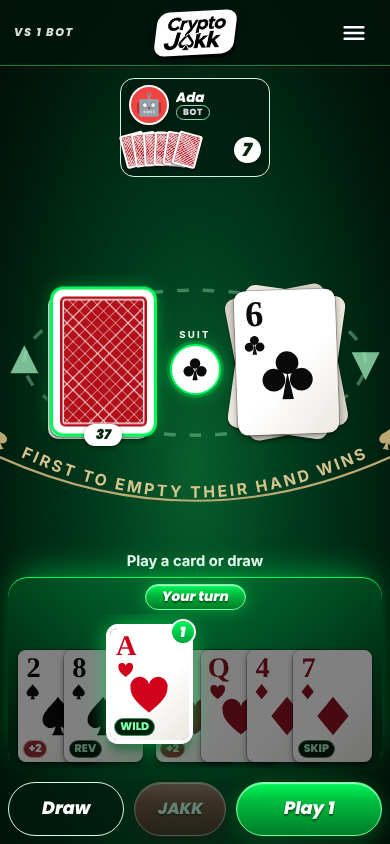 VS 1 BOT
Crypto
Jakk
Ada
BOT
7
SUIT
6
37
FIRST TO EMPTY THEIR HAND WINS
Play a card or draw
Your turn
1
2
8
A
Q
4
7
+2
REV
WILD
+2
SKIP
Draw
JAKK
Play 1